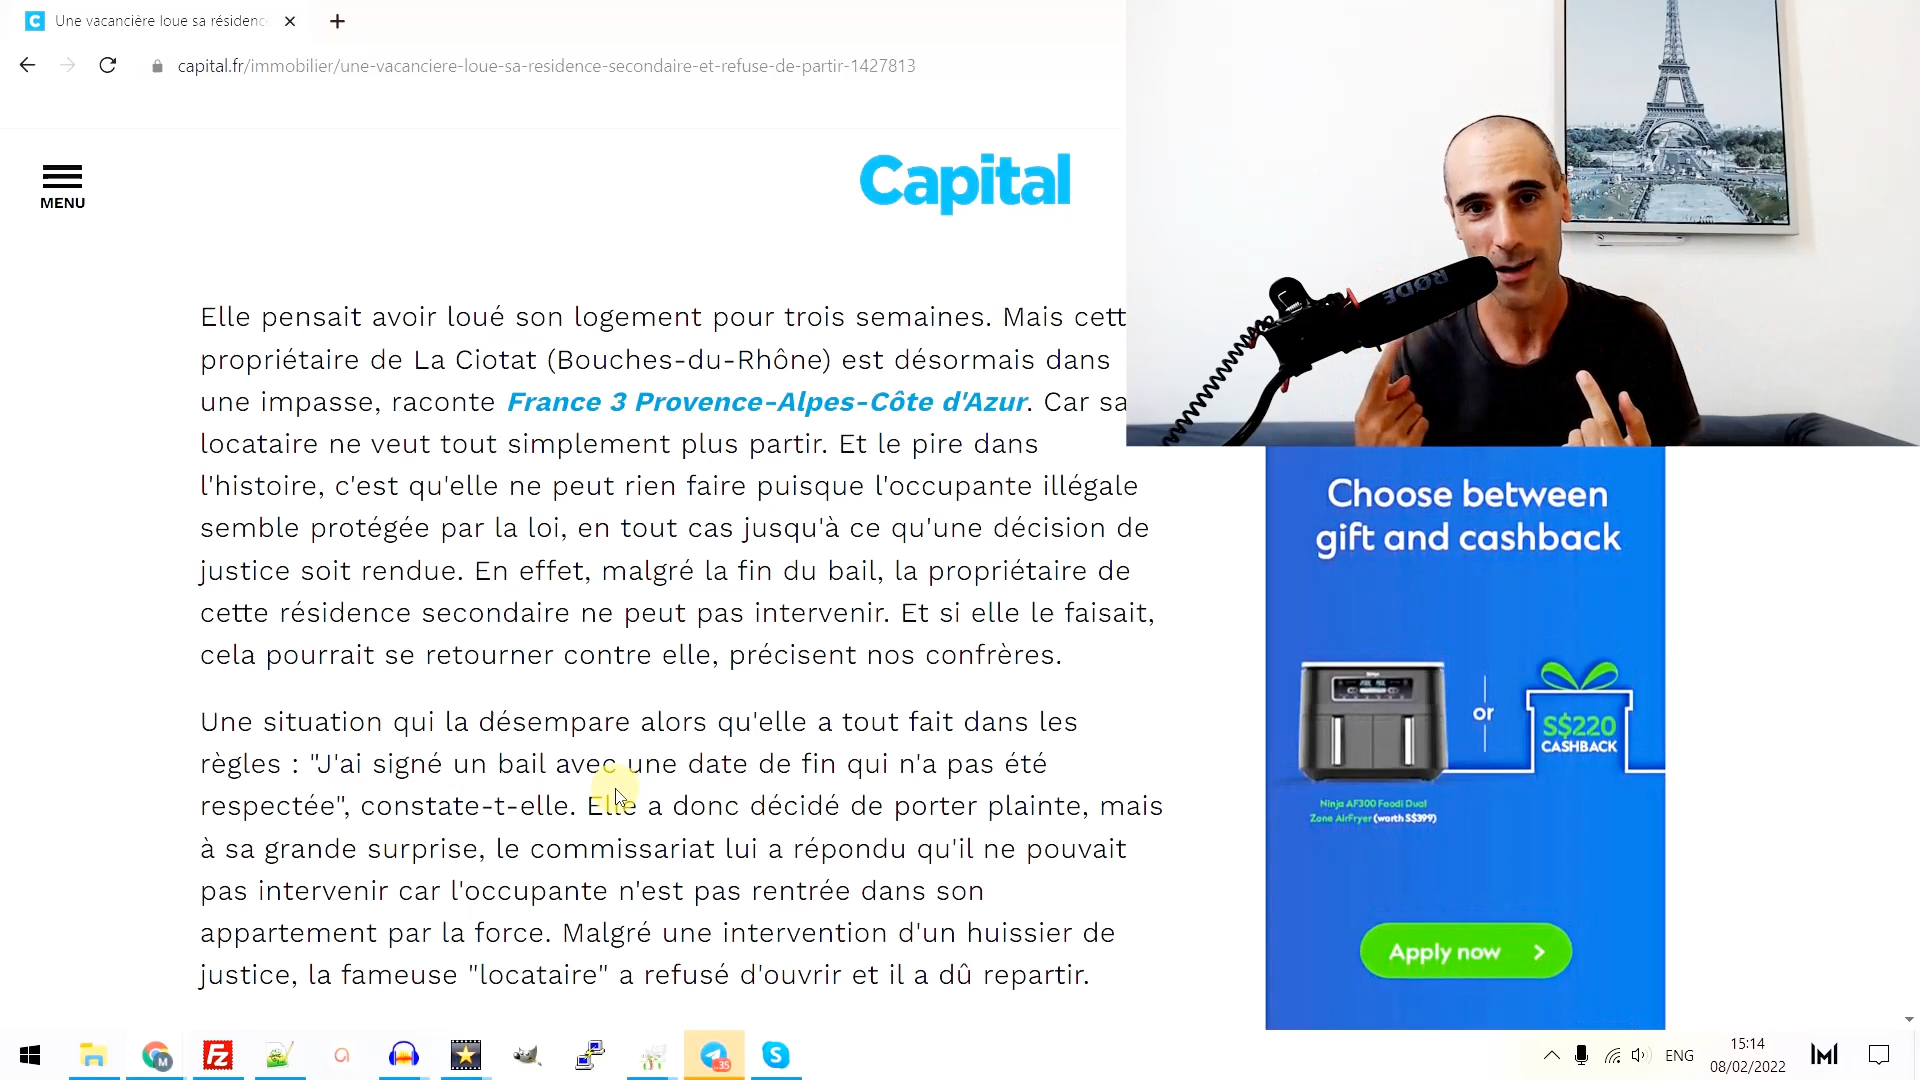 Une vacancière loue sa résidenc
capital.fr/immobilier/une-vacanciere-loue-sa-residence-secondaire-et-refuse-de-partir-1427813
MENU
Capital
Elle pensait avoir loué son logement pour trois semaines. Mais cett
propriétaire de La Ciotat (Bouches-du-Rhône) est désormais dans
une impasse, raconte France 3 Provence-Alpes-Côte d'Azur. Car sa
locataire ne veut tout simplement plus partir. Et le pire dans
l'histoire, c'est qu'elle ne peut rien faire puisque l'occupante illégale
semble protégée par la loi, en tout cas jusqu'à ce qu'une décision de
justice soit rendue. En effet, malgré la fin du bail, la propriétaire de
cette résidence secondaire ne peut pas intervenir. Et si elle le faisait,
cela pourrait se retourner contre elle, précisent nos confrères.
Une situation qui la désempare alors qu'elle a tout fait dans les
règles : "J'ai signé un bail avec une date de fin qui n'a pas été
respectée", constate-t-elle. Elle a donc décidé de porter plainte, mais
à sa grande surprise, le commissariat lui a répondu qu'il ne pouvait
pas intervenir car l'occupante n'est pas rentrée dans son
appartement par la force. Malgré une intervention d'un huissier de
justice, la fameuse "locataire" a refusé d'ouvrir et il a dû repartir.
RØDE
Choose between
gift and cashback
or
S$220
CASHBACK
Ninja AF300 Foodi Dual
Zone AirFryer (worth S$399)
Apply now
ENG
15:14
08/02/2022